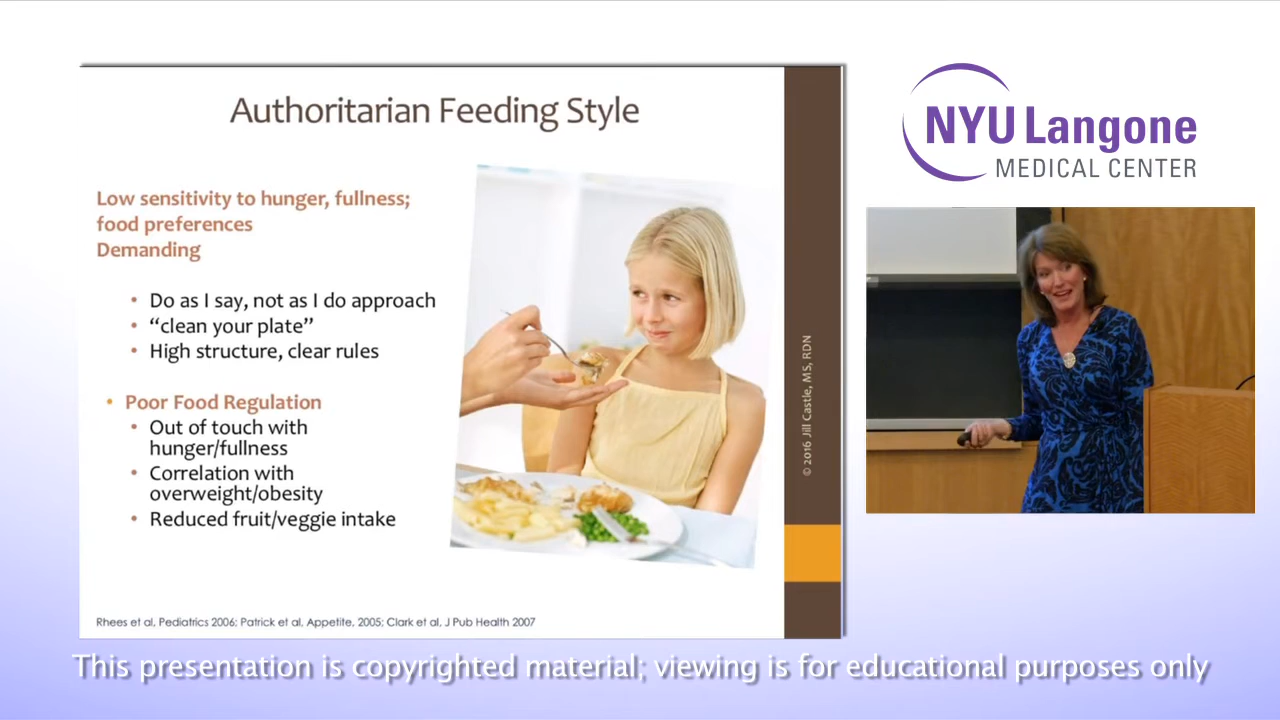 Authoritarian Feeding Style
Low sensitivity to hunger, fullness;
food preferences
Demanding
• Do as I say, not as I do approach
• “clean your plate”
• High structure, clear rules
• Poor Food Regulation
• Out of touch with
hunger/fullness
• Correlation with
overweight/obesity
• Reduced fruit/veggie intake
Rhees et al, Pediatrics 2006; Patrick et al, Appetite, 2005; Clark et al, J Pub Health 2007
© 2016 Jill Castle, MS, RDN
NYU Langone
MEDICAL CENTER
This presentation is copyrighted material; viewing is for educational purposes only